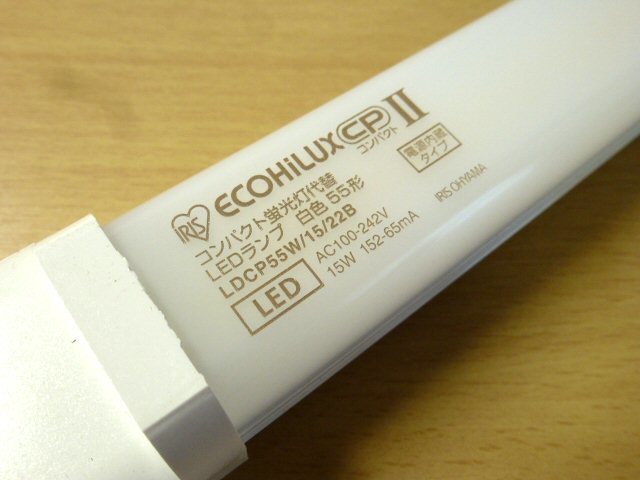 IRIS ECOHiLUX CP II
コンパクト
コンパクト蛍光灯代替
LEDランプ 白色 55形
LDCP55W/15/22B
LED
AC100-242V
15W 152-65mA
電源内蔵
タイプ
IRIS OHYAMA